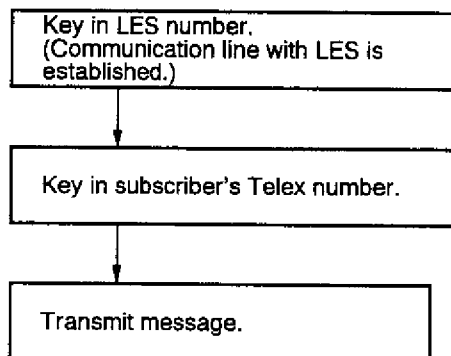 Key in LES number.
(Communication line with LES is
established.)
Key in subscriber's Telex number.
Transmit message.